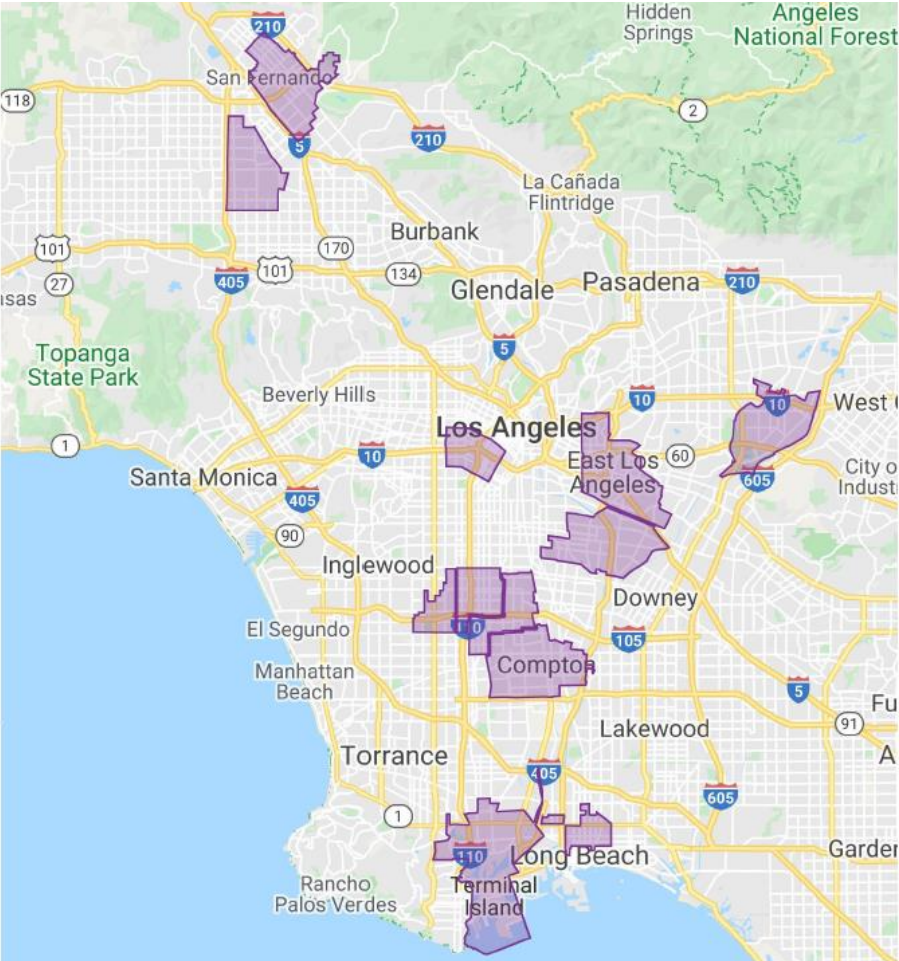 210
Hidden
Springs
Angeles
National Forest
San Fernando
118
2
210
5
La Cañada
Flintridge
Burbank
101
170
101
134
405
27
Glendale
Pasadena
210
asas
5
Topanga
State Park
Beverly Hills
10
10
West C
1
Los Angeles
10
East Los
Angeles
60
Santa Monica
605
City o
Industr
405
90
Inglewood
Downey
El Segundo
110
105
Compton
Manhattan
Beach
5
Fu
91
Lakewood
A
Torrance
405
605
1
110
Long Beach
Garden
Rancho
Palos Verdes
Terminal
Island